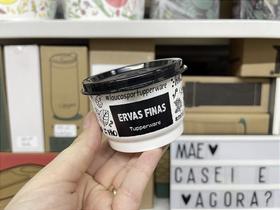 #loucosportupperware
ERVAS FINAS
Tupperware
MAE♥
CASEI E
♥AGORA?